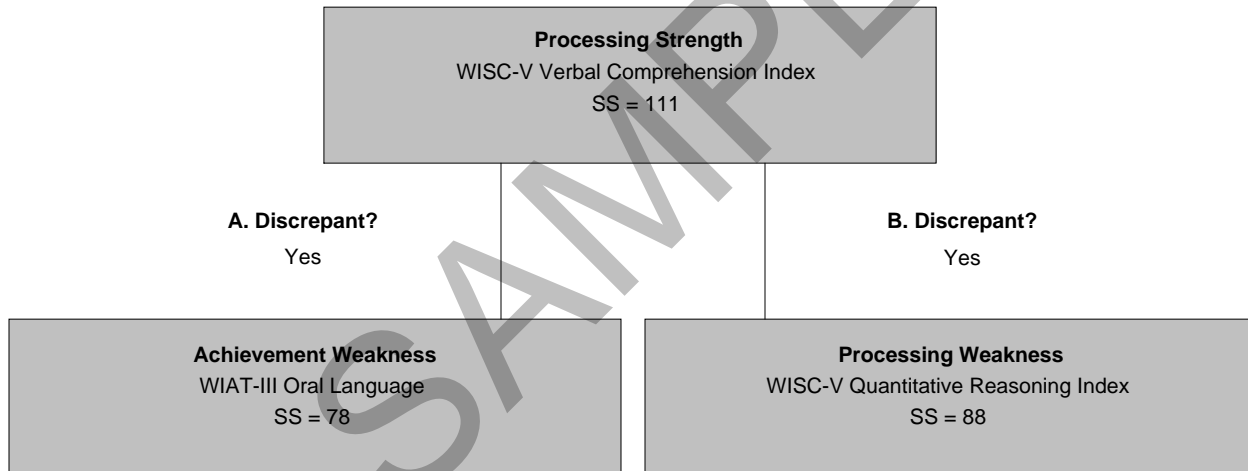 Processing Strength
WISC-V Verbal Comprehension Index
SS = 111
A. Discrepant?
Yes
B. Discrepant?
Yes
Achievement Weakness
WIAT-III Oral Language
SS = 78
Processing Weakness
WISC-V Quantitative Reasoning Index
SS = 88
SAMPLE